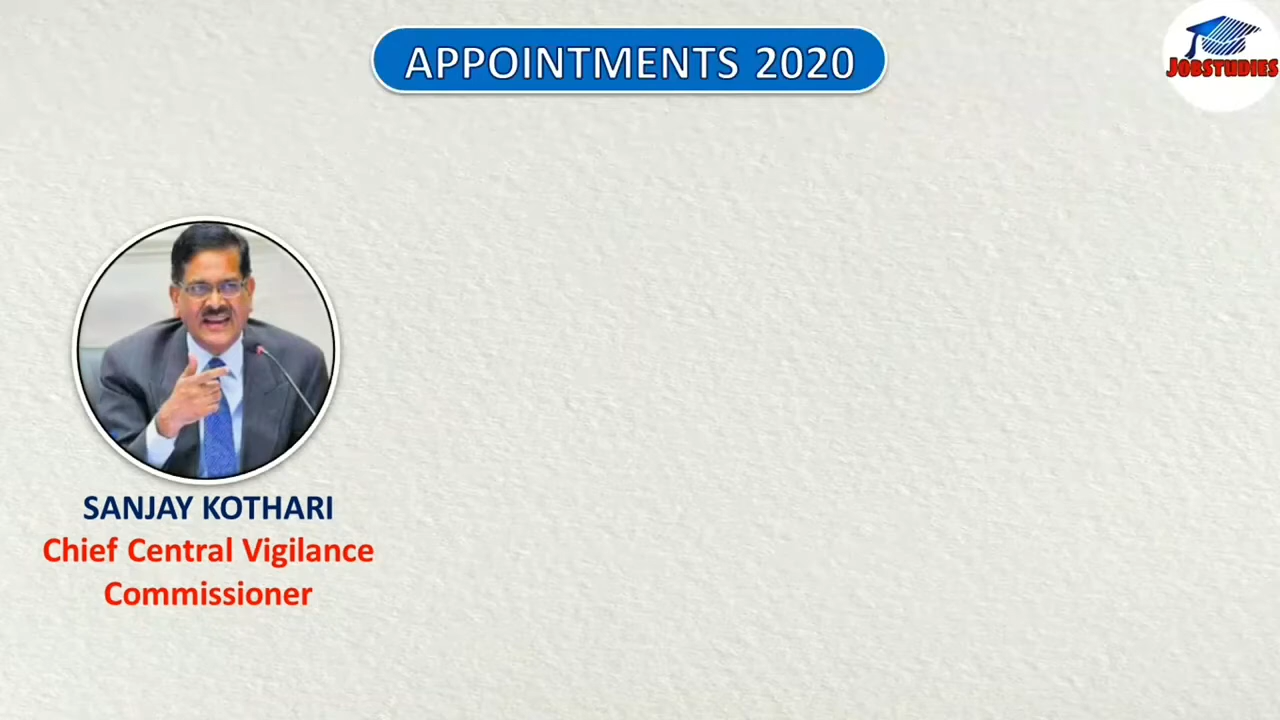 APPOINTMENTS 2020
JOBSTUDIES
SANJAY KOTHARI
Chief Central Vigilance
Commissioner